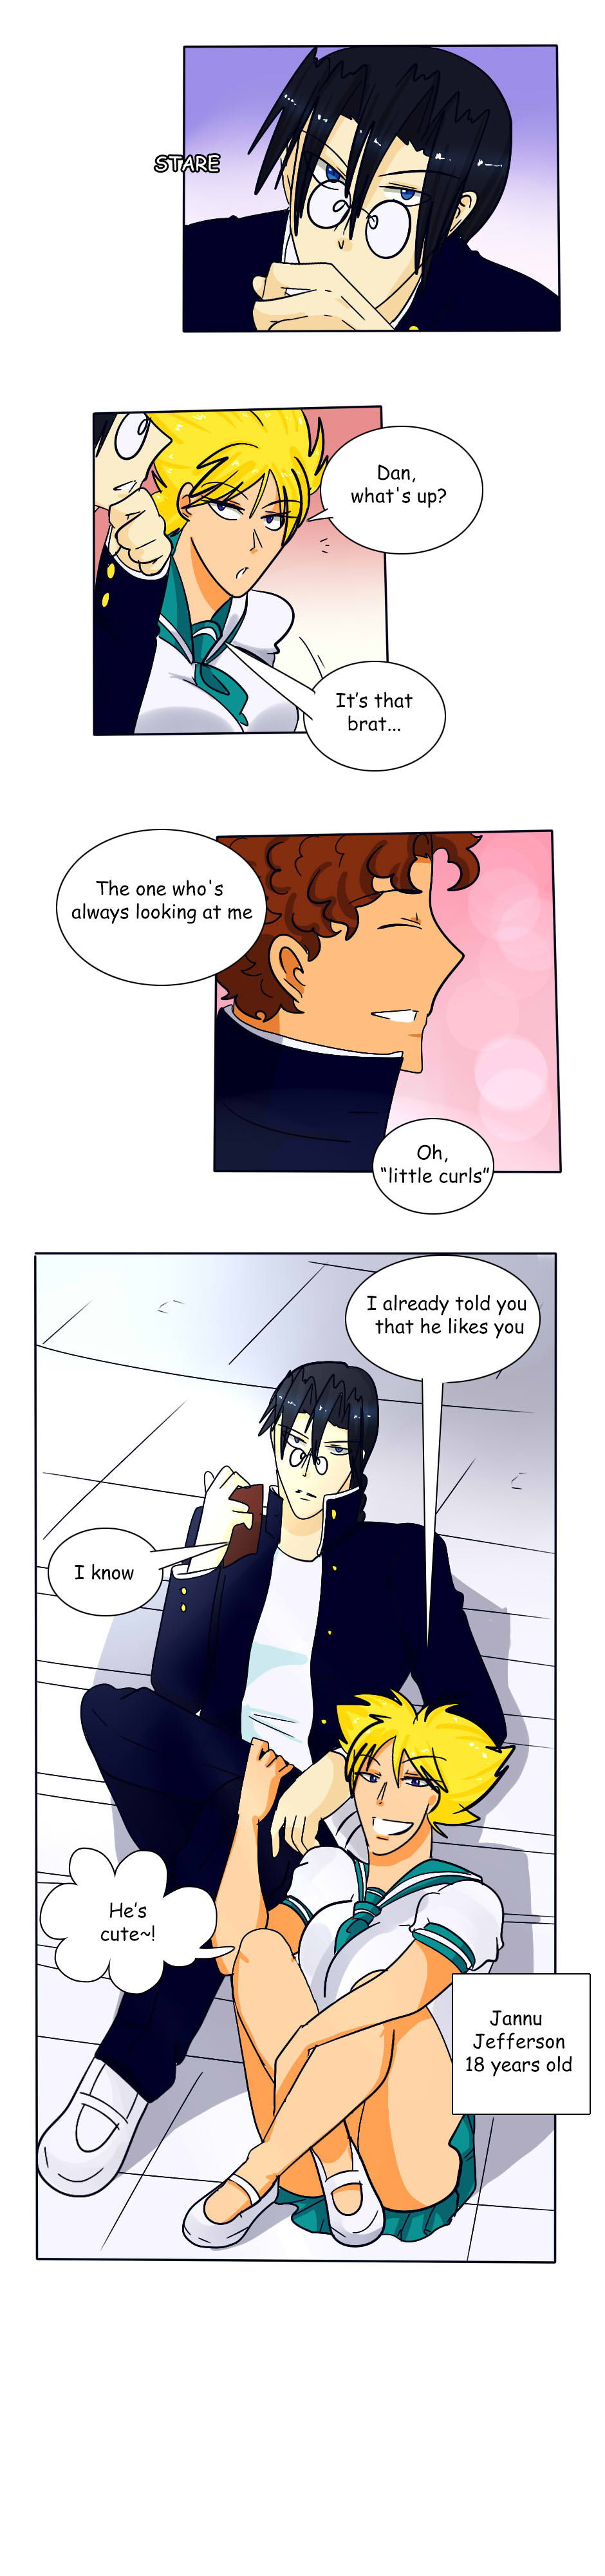 STARE
Dan,
what's up?
It's that
brat...
The one who's
always looking at me
Oh,
“little curls”
I already told you
that he likes you
I know
He's
cute~!
Jannu
Jefferson
18 years old